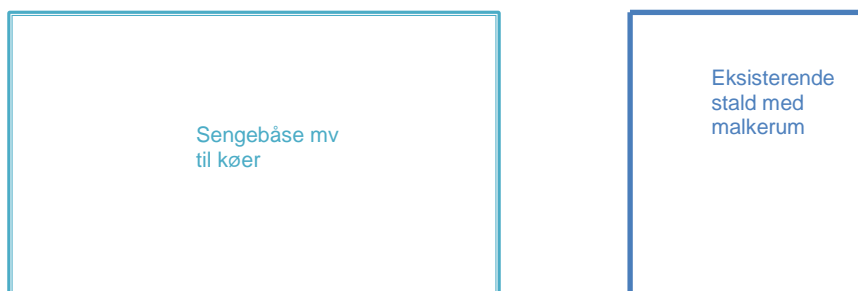 Sengebåse mv
til køer
Eksisterende
stald med
malkerum